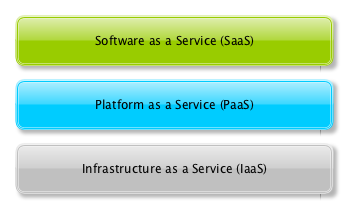 Software as a Service (SaaS)
Platform as a Service (PaaS)
Infrastructure as a Service (IaaS)